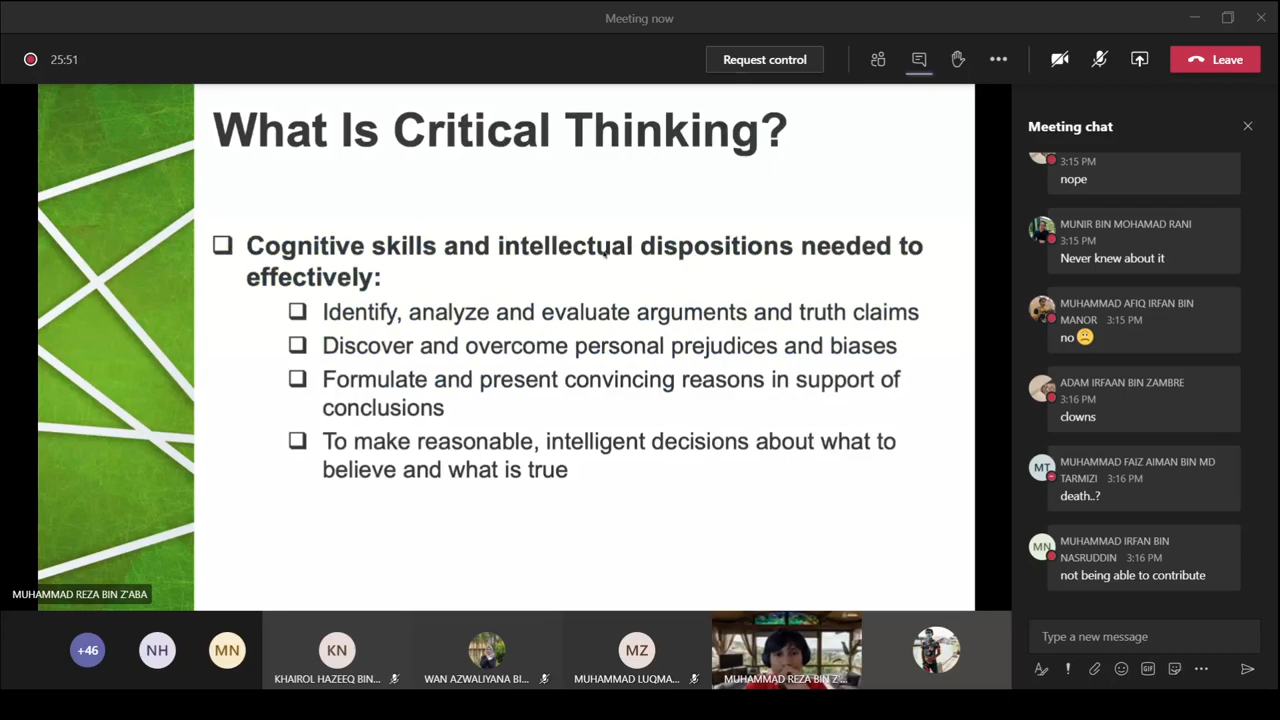 Meeting now
25:51
Request control
Leave
What Is Critical Thinking?
Cognitive skills and intellectual dispositions needed to
effectively:
Identify, analyze and evaluate arguments and truth claims
Discover and overcome personal prejudices and biases
Formulate and present convincing reasons in support of
conclusions
To make reasonable, intelligent decisions about what to
believe and what is true
MUHAMMAD REZA BIN Z'ABA
Meeting chat
3:15 PM
nope
MUNIR BIN MOHAMAD RANI
3:15 PM
Never knew about it
MUHAMMAD AFIQ IRFAN BIN
MANOR 3:15 PM
no 🙁
ADAM IRFAAN BIN ZAMBRE
3:16 PM
clowns
MT
MUHAMMAD FAIZ AIMAN BIN MD
TARMIZI 3:16 PM
death..?
MN
MUHAMMAD IRFAN BIN
NASRUDDIN 3:16 PM
not being able to contribute
Type a new message
GIF
+46
NH
MN
KN
KHAIROL HAZEEQ BIN...
WAN AZWALIYANA BI...
MZ
MUHAMMAD LUQMA...
MUHAMMAD REZA BIN Z'...